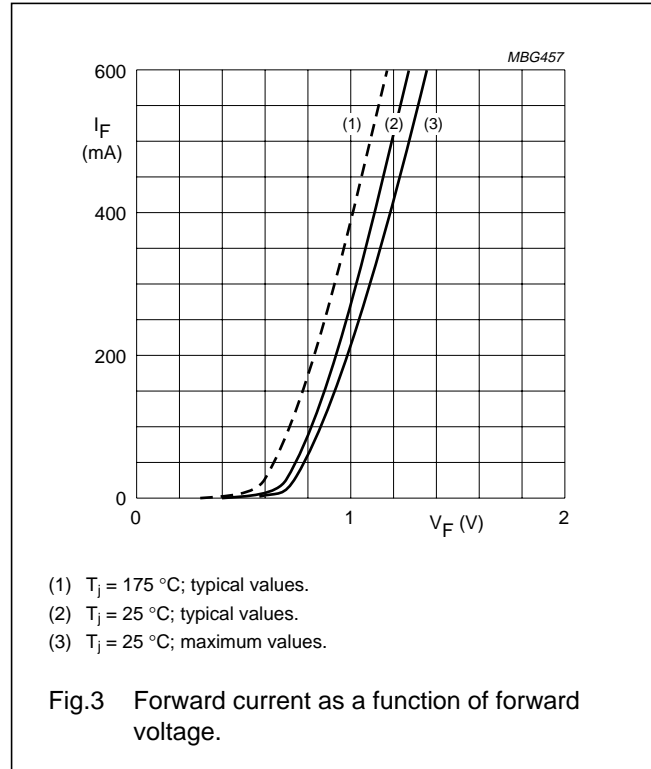 MBG457
600
I_F
(mA)
(1)
(2)
(3)
400
200
0
0
1
V_F (V)
2
(1) T_j = 175 °C; typical values.
(2) T_j = 25 °C; typical values.
(3) T_j = 25 °C; maximum values.
Fig.3 Forward current as a function of forward
voltage.